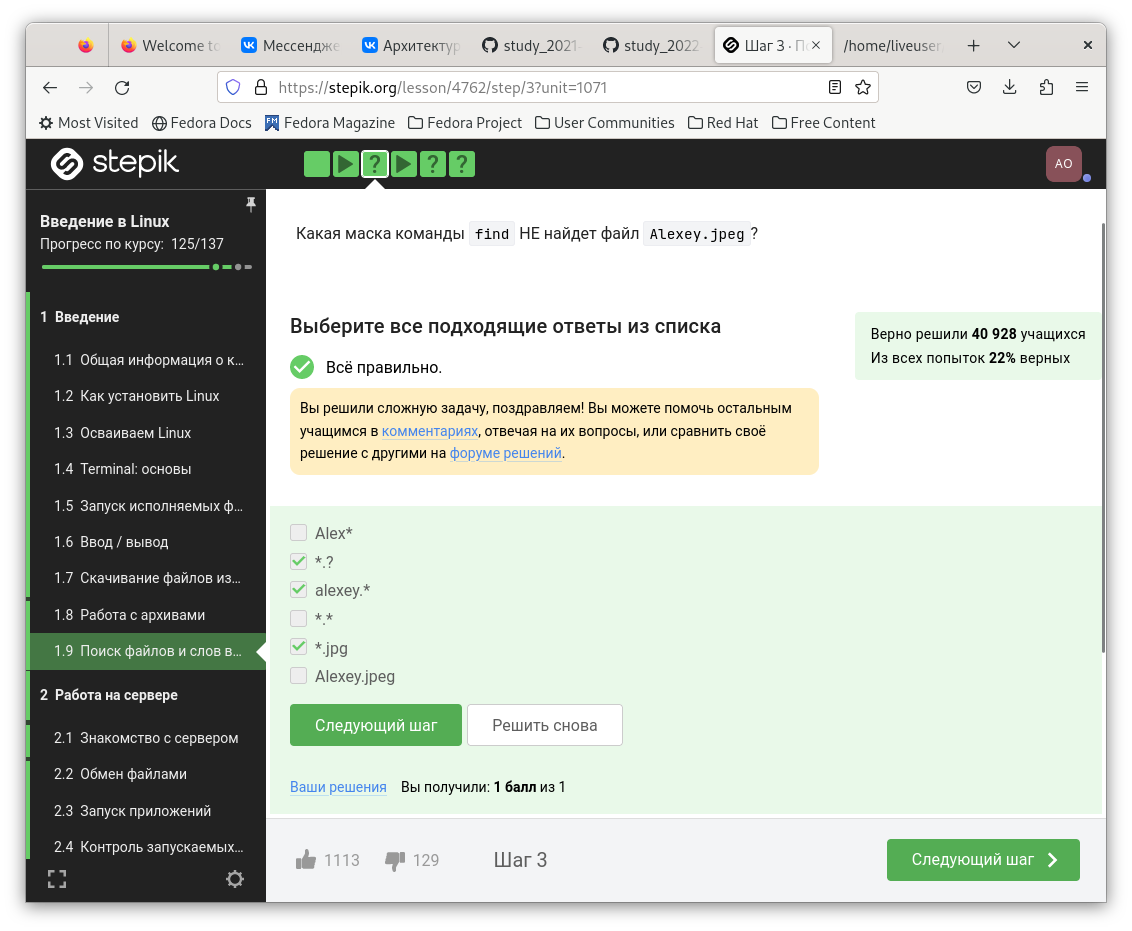 Welcome to
Мессендже
Архитектур
study_2021-
study_2022
Шаг 3 · По
/home/liveuser
https://stepik.org/lesson/4762/step/3?unit=1071
Most Visited
Fedora Docs
FM
Fedora Magazine
Fedora Project
User Communities
Red Hat
Free Content
stepik
? ? ?
AO
Введение в Linux
Прогресс по курсу: 125/137
1 Введение
1.1 Общая информация о к...
1.2 Как установить Linux
1.3 Осваиваем Linux
1.4 Terminal: основы
1.5 Запуск исполняемых ф...
1.6 Ввод / вывод
1.7 Скачивание файлов из...
1.8 Работа с архивами
1.9 Поиск файлов и слов в...
2 Работа на сервере
2.1 Знакомство с сервером
2.2 Обмен файлами
2.3 Запуск приложений
2.4 Контроль запускаемых...
Какая маска команды find НЕ найдет файл Alexey.jpeg?
Выберите все подходящие ответы из списка
Всё правильно.
Вы решили сложную задачу, поздравляем! Вы можете помочь остальным
учащимся в комментариях, отвечая на их вопросы, или сравнить своё
решение с другими на форуме решений.
Верно решили 40 928 учащихся
Из всех попыток 22% верных
Alex*
*.?
alexey.*
*.*
*.jpg
Alexey.jpeg
Следующий шаг
Решить снова
Ваши решения
Вы получили: 1 балл из 1
1113
129
Шаг 3
Следующий шаг